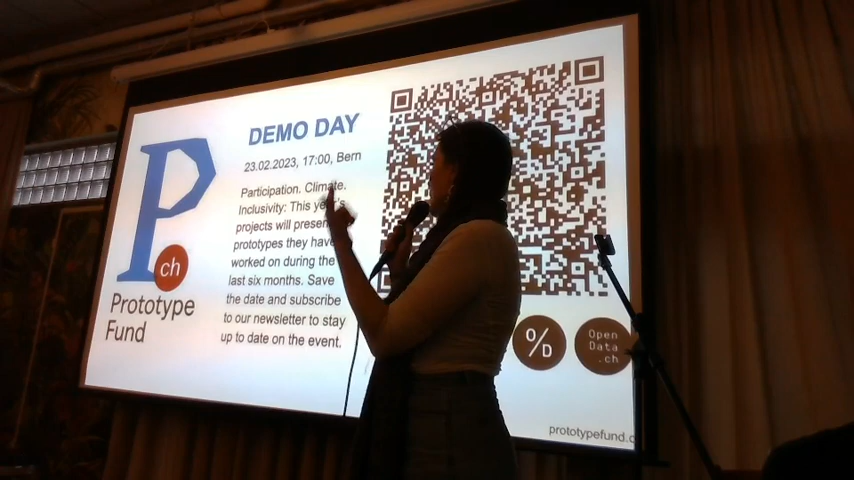 P
ch
Prototype
Fund
DEMO DAY
23.02.2023, 17:00, Bern
Participation. Climate.
Inclusivity: This year's
projects will present
prototypes they have
worked on during the
last six months. Save
the date and subscribe
to our newsletter to stay
up to date on the event.
%
Open
Data
.ch
prototypefund.c